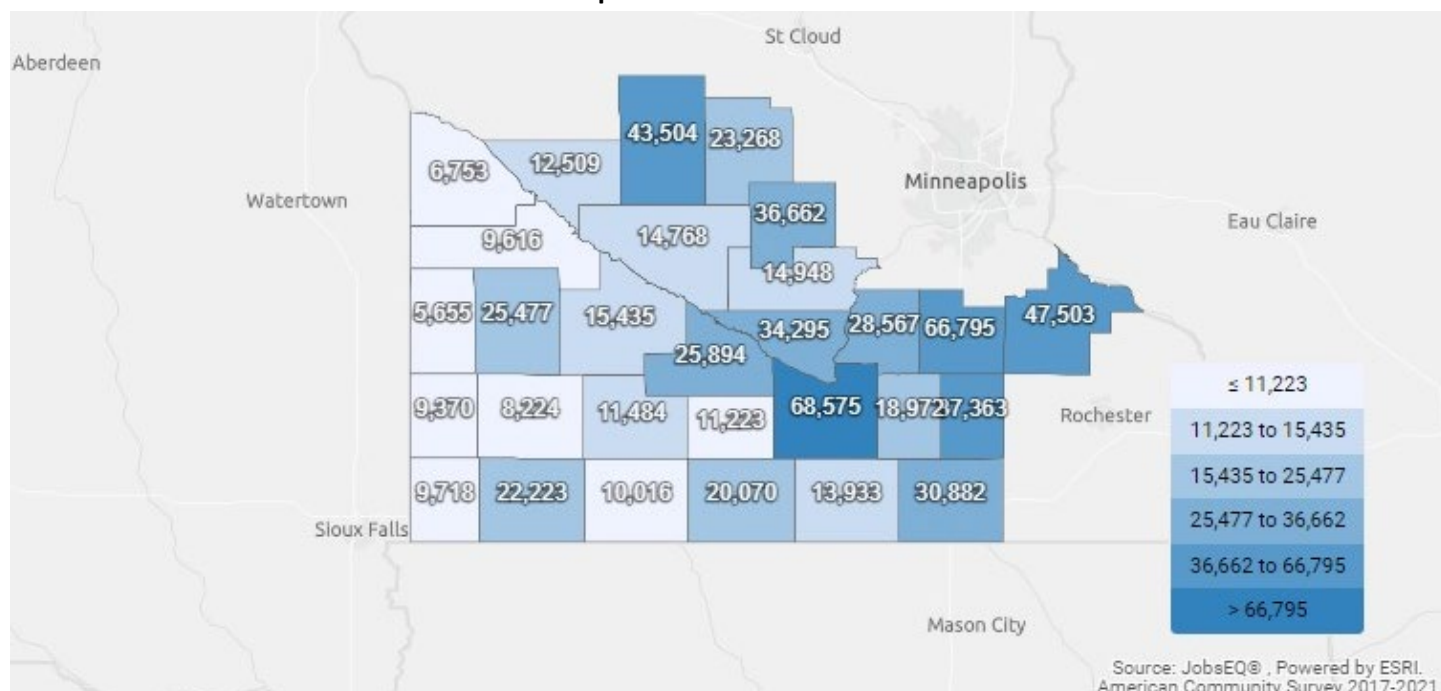 St Cloud
Aberdeen
43,504
23,268
12,509
6,753
Minneapolis
Watertown
36,662
Eau Claire
14,768
9,616
14,948
5,655
25,477
15,435
34,295
28,567
66,795
47,503
25,894
≤ 11,223
9,370
8,224
11,484
11,223
68,575
18,972
37,363
Rochester
11,223 to 15,435
15,435 to 25,477
9,718
22,223
10,016
20,070
13,933
30,882
25,477 to 36,662
Sioux Falls
36,662 to 66,795
> 66,795
Mason City
Source: JobsEQ® , Powered by ESRI.
American Community Survey 2017-2021